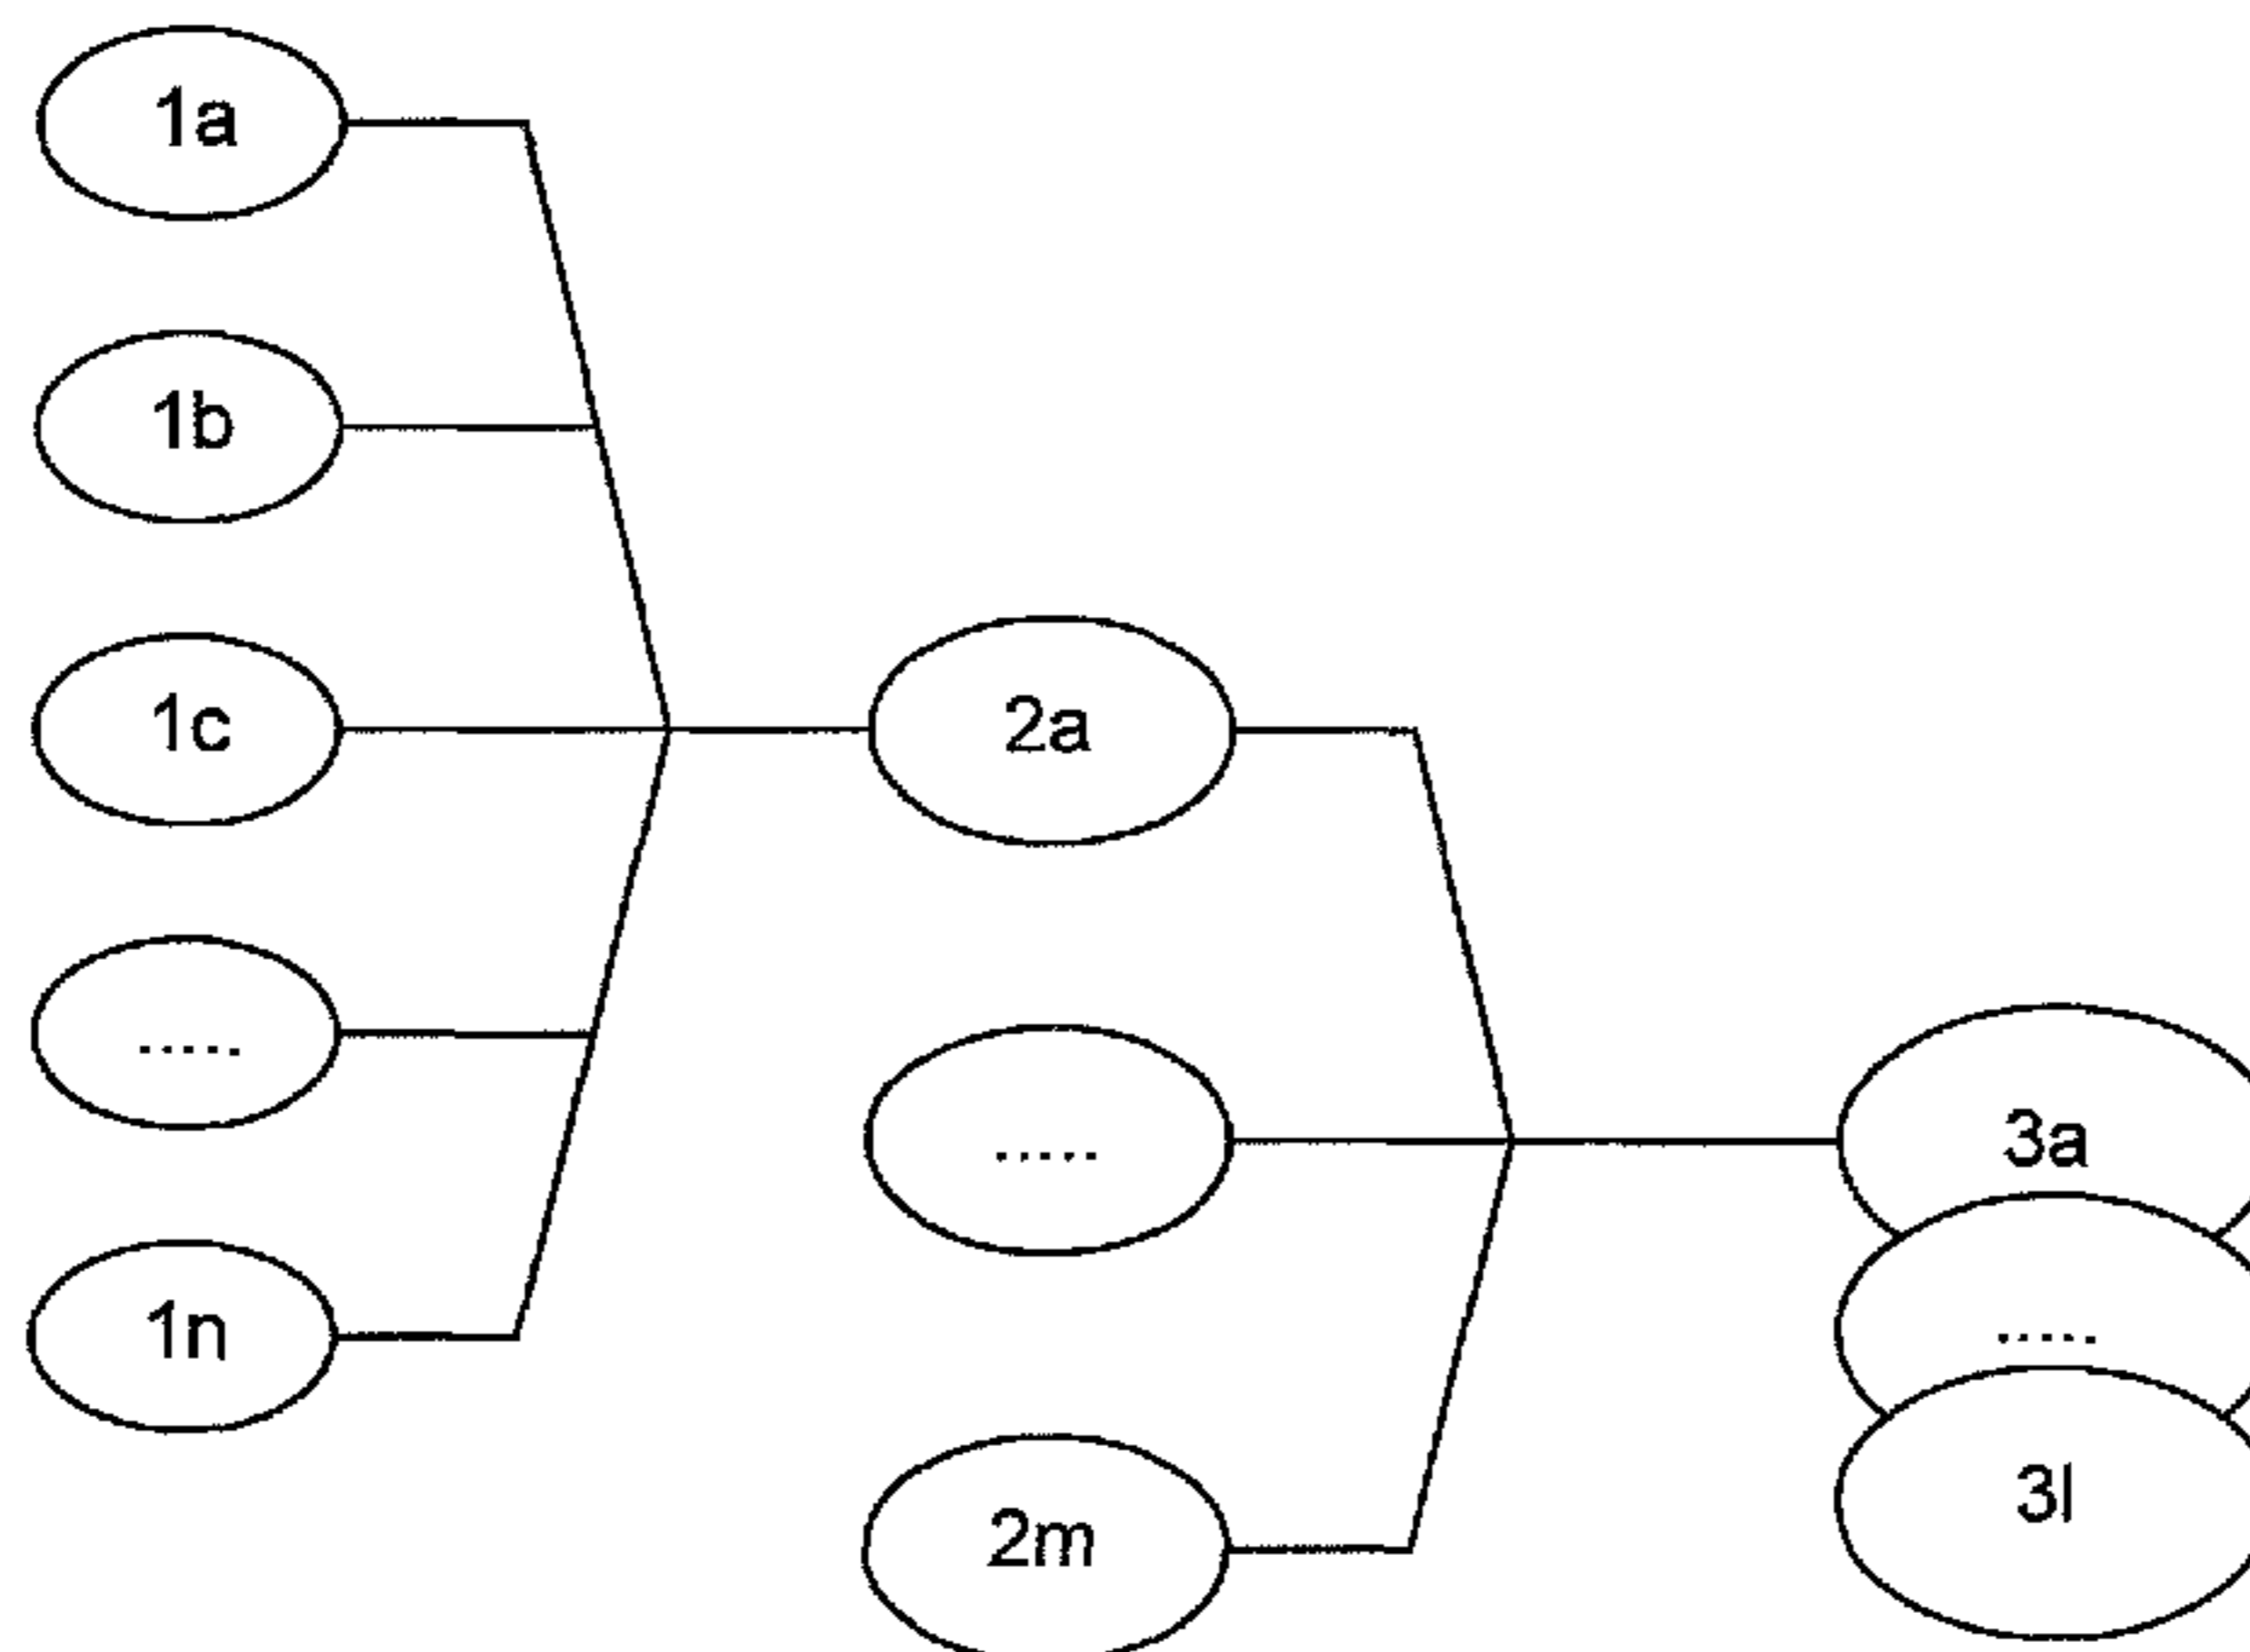 1a
1b
1c
.....
1n
2a
.....
2m
3a
.....
3l